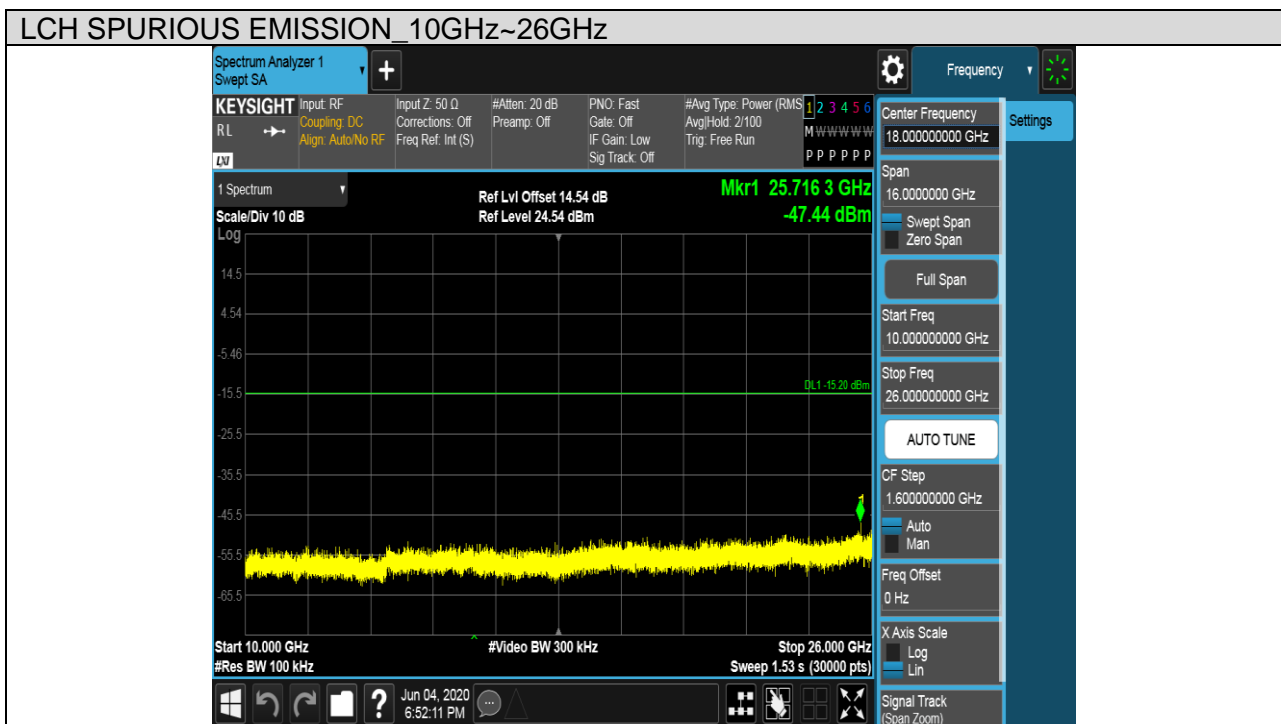 LCH SPURIOUS EMISSION_10GHz~26GHz
Spectrum Analyzer 1
Swept SA
Frequency
KEYSIGHT
RL
LXI
Input: RF
Coupling: DC
Align: Auto/No RF
Input Z: 50 Ω
Corrections: Off
Freq Ref: Int (S)
#Atten: 20 dB
Preamp: Off
PNO: Fast
Gate: Off
IF Gain: Low
Sig Track: Off
#Avg Type: Power (RMS
Avg|Hold: 2/100
Trig: Free Run
1 2 3 4 5 6
M W W W W W
P P P P P P
1 Spectrum
Scale/Div 10 dB
Ref Lvl Offset 14.54 dB
Ref Level 24.54 dBm
Mkr1 25.716 3 GHz
-47.44 dBm
Log
14.5
4.54
-5.46
-15.5
DL1 -15.20 dBm
-25.5
-35.5
-45.5
1
-55.5
-65.5
Start 10.000 GHz
#Video BW 300 kHz
Stop 26.000 GHz
#Res BW 100 kHz
Sweep 1.53 s (30000 pts)
?
Jun 04, 2020
6:52:11 PM
Center Frequency
18.000000000 GHz
Settings
Span
16.0000000 GHz
Swept Span
Zero Span
Full Span
Start Freq
10.000000000 GHz
Stop Freq
26.000000000 GHz
AUTO TUNE
CF Step
1.600000000 GHz
Auto
Man
Freq Offset
0 Hz
X Axis Scale
Log
Lin
Signal Track
(Span Zoom)